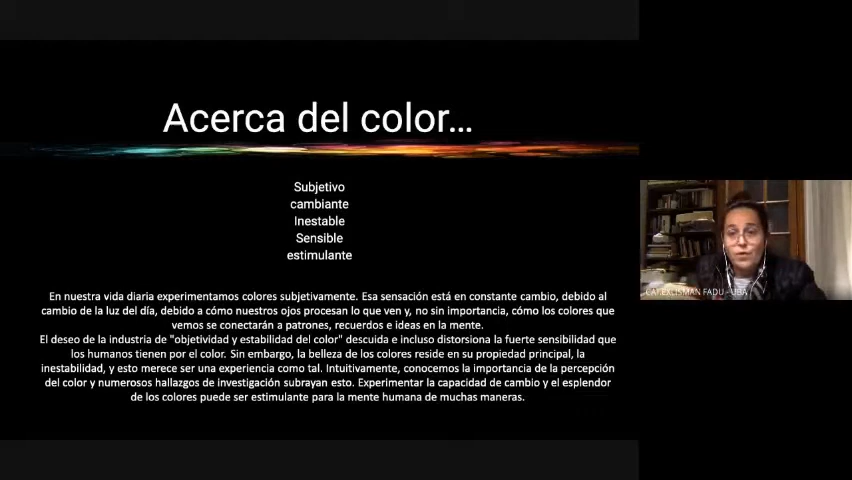 Acerca del color...
Subjetivo
cambiante
Inestable
Sensible
estimulante
En nuestra vida diaria experimentamos colores subjetivamente. Esa sensación está en constante cambio, debido al
cambio de la luz del día, debido a cómo nuestros ojos procesan lo que ven y, no sin importancia, cómo los colores que
vemos se conectarán a patrones, recuerdos e ideas en la mente.
El deseo de la industria de "objetividad y estabilidad del color" descuida e incluso distorsiona la fuerte sensibilidad que
los humanos tienen por el color. Sin embargo, la belleza de los colores reside en su propiedad principal, la
inestabilidad, y esto merece ser una experiencia como tal. Intuitivamente, conocemos la importancia de la percepción
del color y numerosos hallazgos de investigación subrayan esto. Experimentar la capacidad de cambio y el esplendor
de los colores puede ser estimulante para la mente humana de muchas maneras.
FADU - UBA